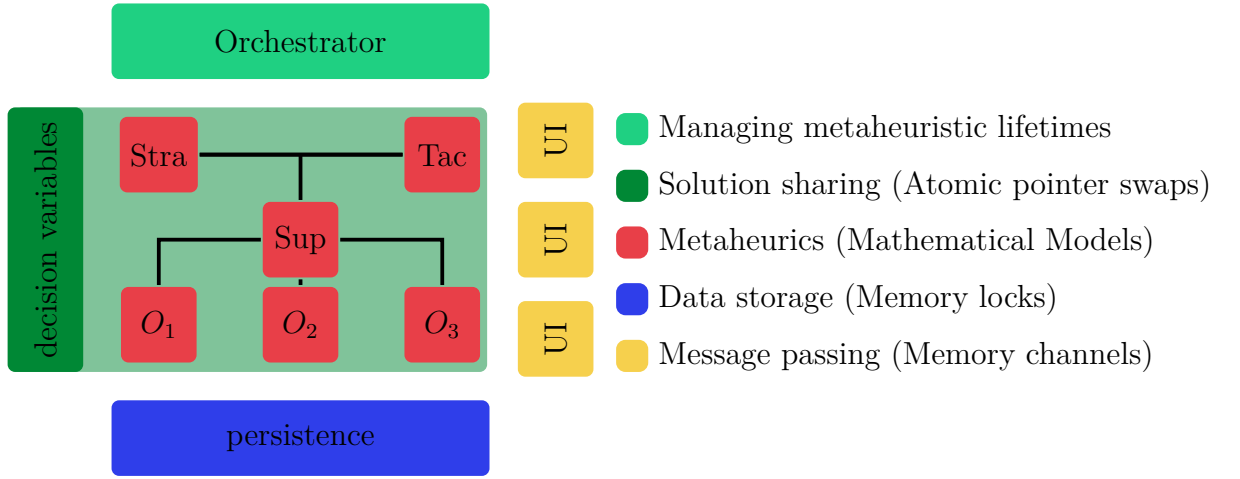 Orchestrator
decision variables
Stra
Tac
Sup
O1
O2
O3
UI
UI
UI
persistence
Managing metaheuristic lifetimes
Solution sharing (Atomic pointer swaps)
Metaheurics (Mathematical Models)
Data storage (Memory locks)
Message passing (Memory channels)